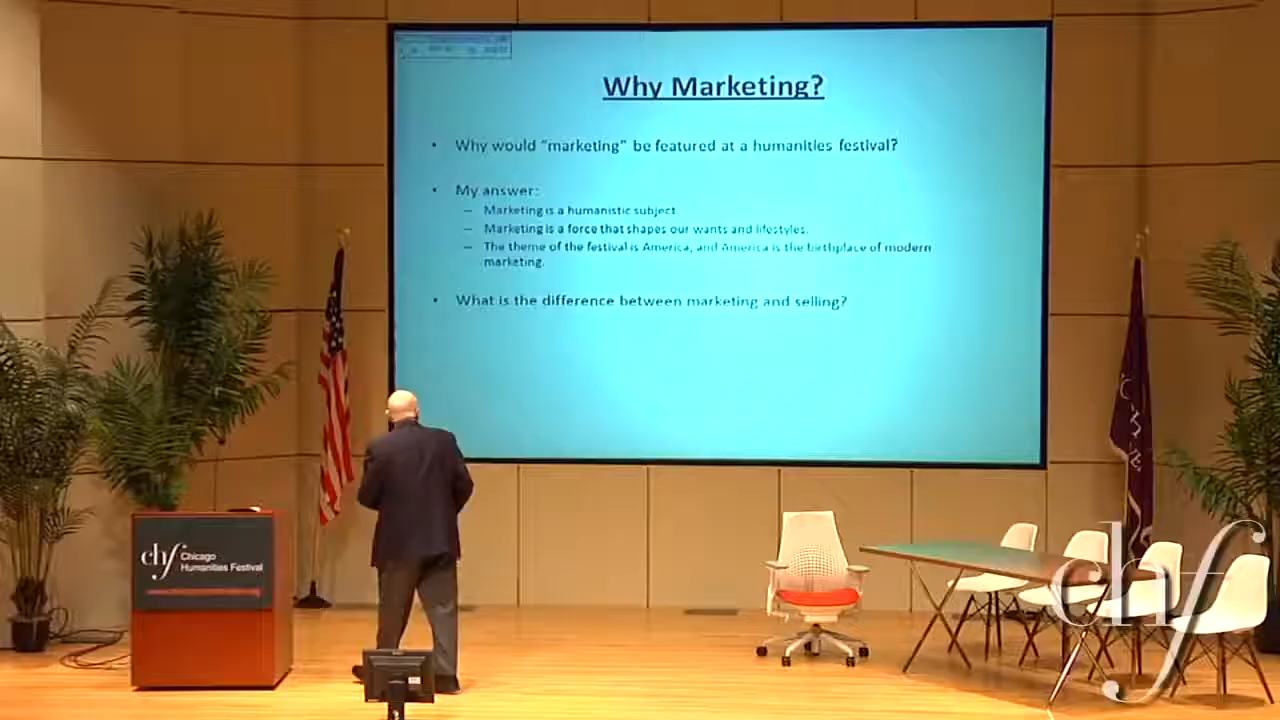 Why Marketing?
• Why would “marketing” be featured at a humanities festival?
• My answer:
– Marketing is a humanistic subject.
– Marketing is a force that shapes our wants and lifestyles.
– The theme of the festival is America, and America is the birthplace of modern
marketing.
• What is the difference between marketing and selling?
chf Chicago
Humanities Festival
chf